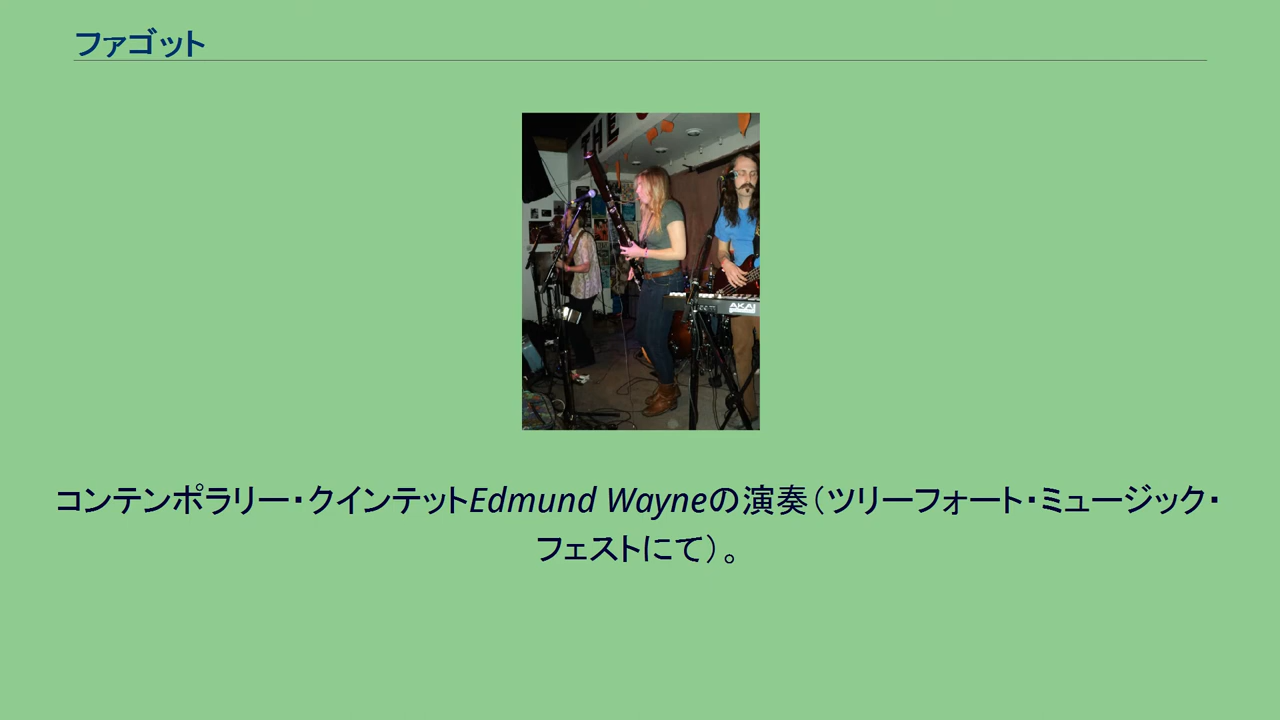 ファゴット
THE
AKAI
コンテンポラリー・クインテットEdmund Wayneの演奏（ツリーフォート・ミュージック・
フェストにて）。